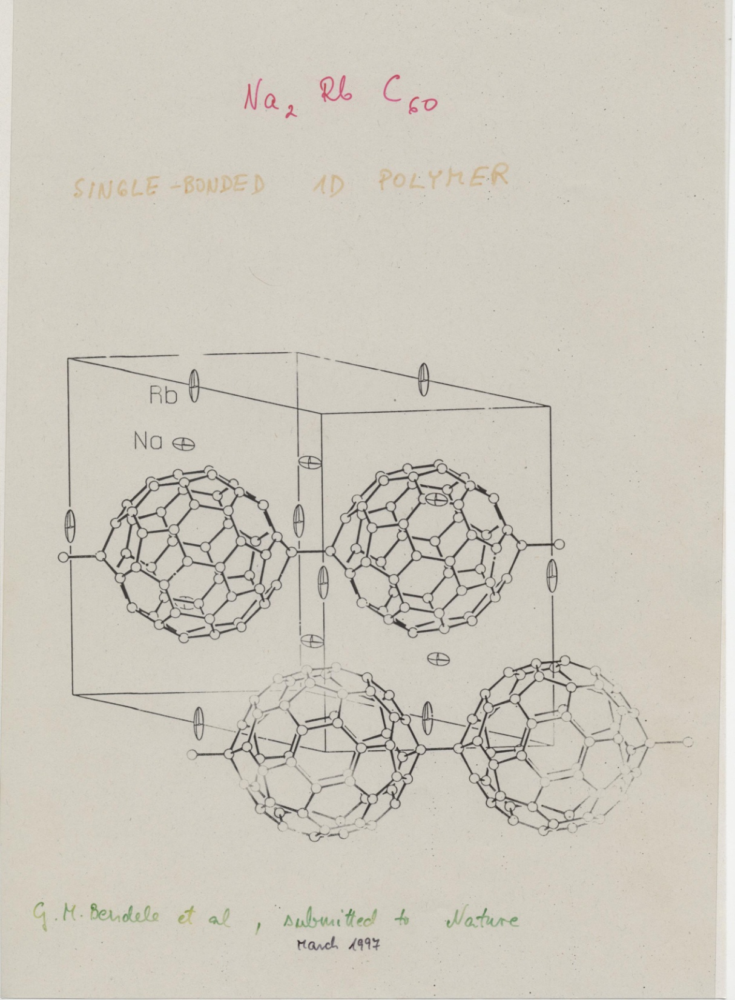 Na₂ Rb C₆₀
SINGLE-BONDED 1D POLYMER
Rb
Na
G. M. Bendele et al , submitted to Nature
March 1997